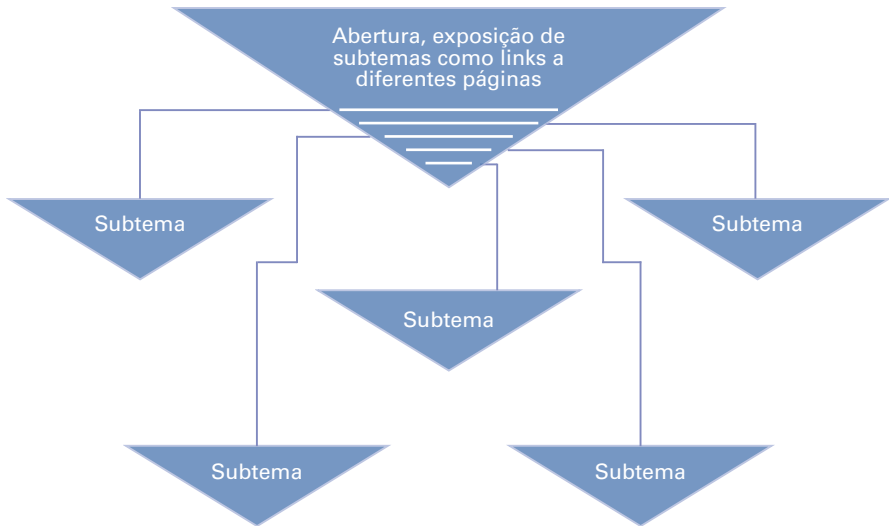 Abertura, exposição de
subtemas como links a
diferentes páginas
Subtema
Subtema
Subtema
Subtema
Subtema